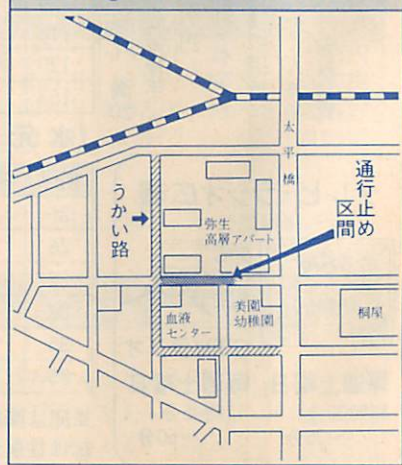 太平橋
通行止め
区間
うかい路
弥生
高層アパート
美園
幼稚園
桐屋
血液
センター